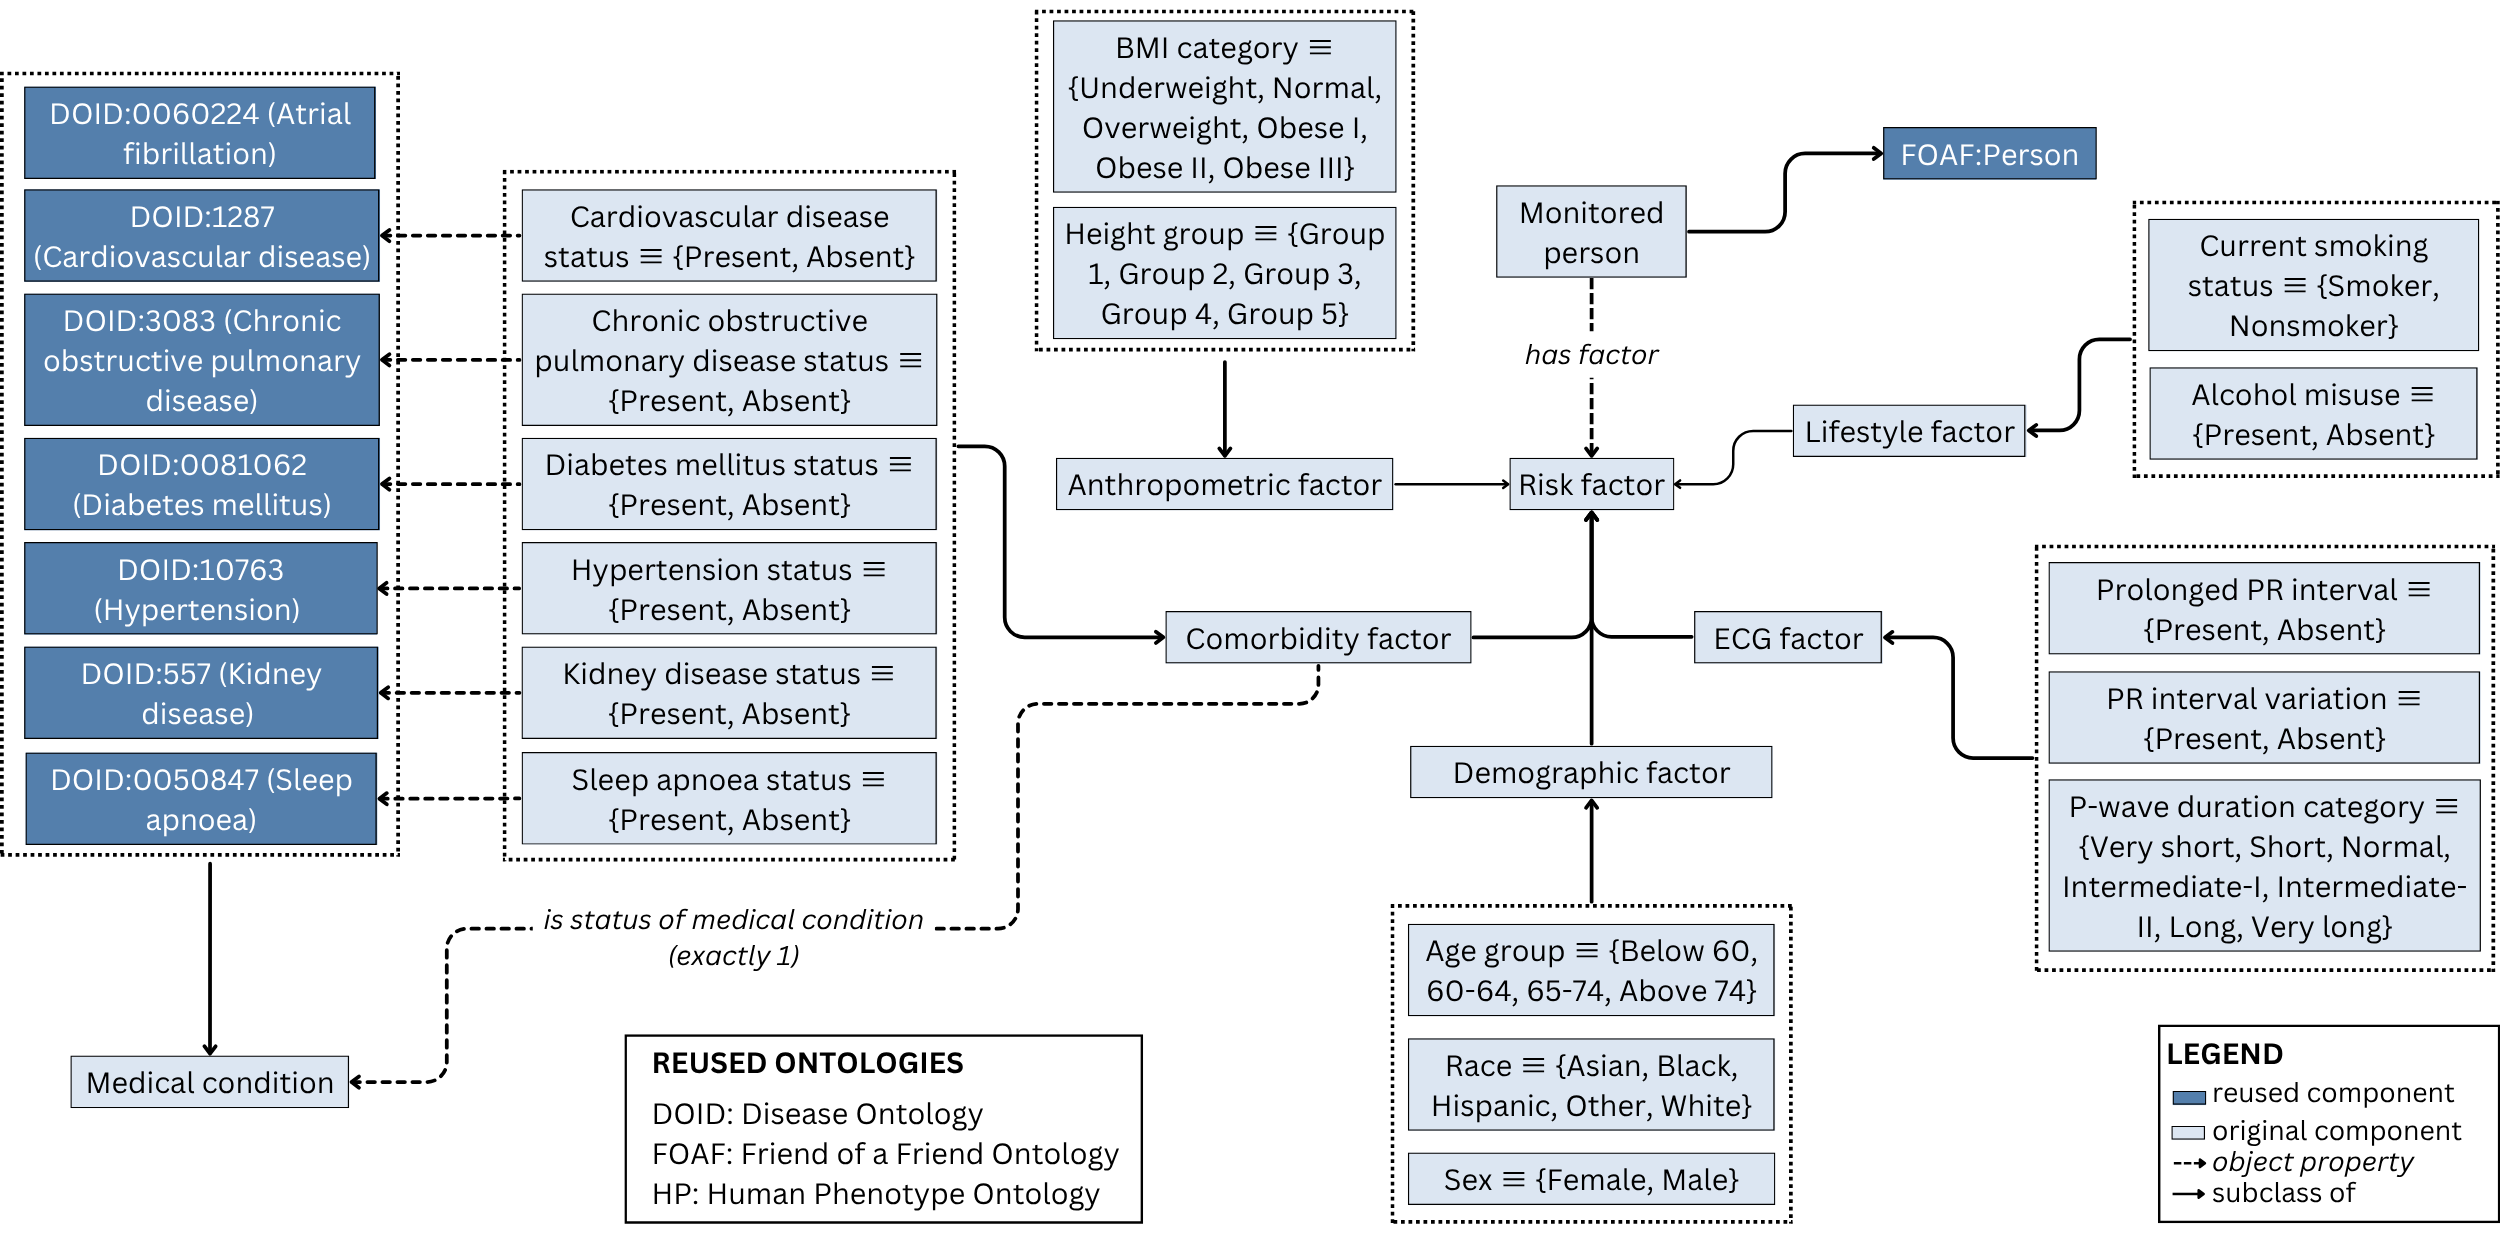 DOID:0060224 (Atrial
fibrillation)
DOID:1287
(Cardiovascular disease)
DOID:3083 (Chronic
obstructive pulmonary
disease)
DOID:0081062
(Diabetes mellitus)
DOID:10763
(Hypertension)
DOID:557 (Kidney
disease)
DOID:0050847 (Sleep
apnoea)
Medical condition
Cardiovascular disease
status ≡ {Present, Absent}
Chronic obstructive
pulmonary disease status ≡
{Present, Absent}
Diabetes mellitus status ≡
{Present, Absent}
Hypertension status ≡
{Present, Absent}
Kidney disease status ≡
{Present, Absent}
Sleep apnoea status ≡
{Present, Absent}
is status of medical condition
(exactly 1)
REUSED ONTOLOGIES
DOID: Disease Ontology
FOAF: Friend of a Friend Ontology
HP: Human Phenotype Ontology
BMI category ≡
{Underweight, Normal,
Overweight, Obese I,
Obese II, Obese III}
Height group ≡ {Group
1, Group 2, Group 3,
Group 4, Group 5}
Anthropometric factor
Monitored
person
FOAF:Person
has factor
Risk factor
Lifestyle factor
Current smoking
status ≡ {Smoker,
Nonsmoker}
Alcohol misuse ≡
{Present, Absent}
Comorbidity factor
ECG factor
Prolonged PR interval ≡
{Present, Absent}
PR interval variation ≡
{Present, Absent}
P-wave duration category ≡
{Very short, Short, Normal,
Intermediate-I, Intermediate-
II, Long, Very long}
Demographic factor
Age group ≡ {Below 60,
60-64, 65-74, Above 74}
Race ≡ {Asian, Black,
Hispanic, Other, White}
Sex ≡ {Female, Male}
LEGEND
reused component
original component
object property
subclass of